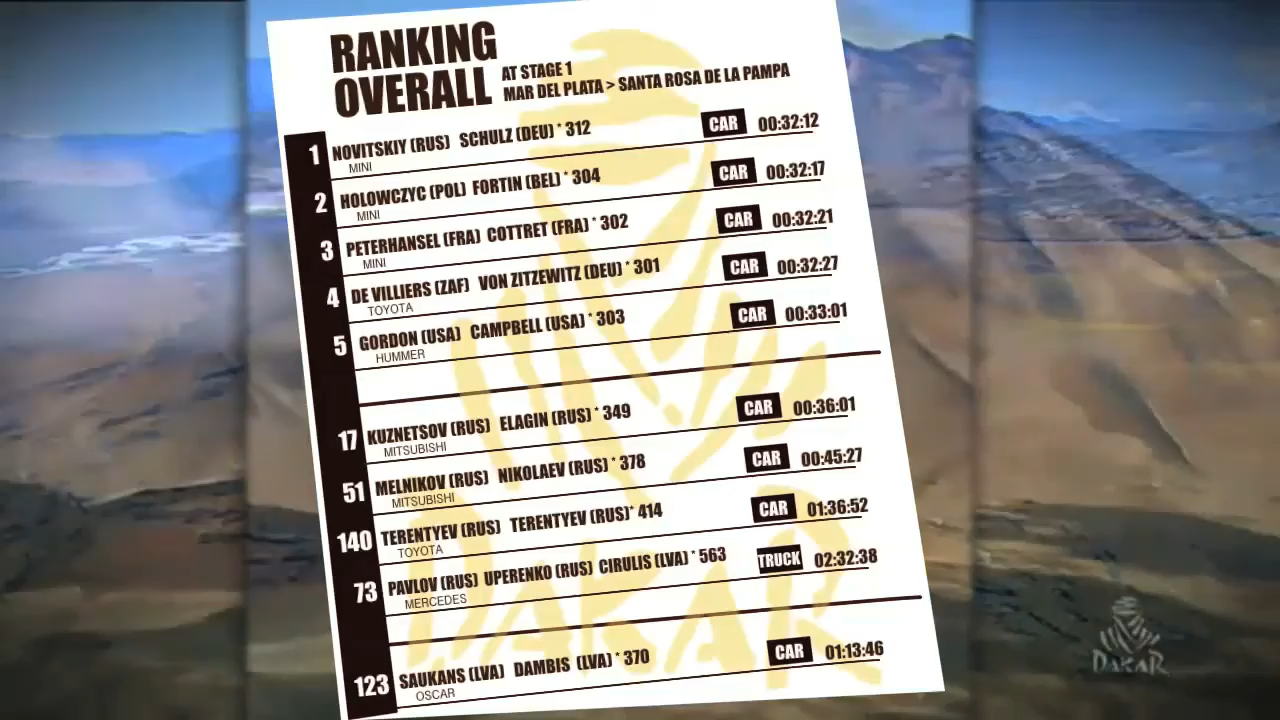 RANKING
OVERALL
AT STAGE 1
MAR DEL PLATA > SANTA ROSA DE LA PAMPA
1 NOVITSKIY (RUS) SCHULZ (DEU) * 312 CAR 00:32:12
MINI
2 HOLOWCZYC (POL) FORTIN (BEL) * 304 CAR 00:32:17
MINI
3 PETERHANSEL (FRA) COTTRET (FRA) * 302 CAR 00:32:21
MINI
4 DE VILLIERS (ZAF) VON ZITZEWITZ (DEU) * 301 CAR 00:32:27
TOYOTA
5 GORDON (USA) CAMPBELL (USA) * 303 CAR 00:33:01
HUMMER
17 KUZNETSOV (RUS) ELAGIN (RUS) * 349 CAR 00:36:01
MITSUBISHI
51 MELNIKOV (RUS) NIKOLAEV (RUS) * 378 CAR 00:45:27
MITSUBISHI
140 TERENTYEV (RUS) TERENTYEV (RUS)* 414 CAR 01:36:52
TOYOTA
73 PAVLOV (RUS) UPERENKO (RUS) CIRULIS (LVA) * 563 TRUCK 02:32:38
MERCEDES
123 SAUKANS (LVA) DAMBIS (LVA) * 370 CAR 01:13:46
OSCAR
DAKAR
DAKAR